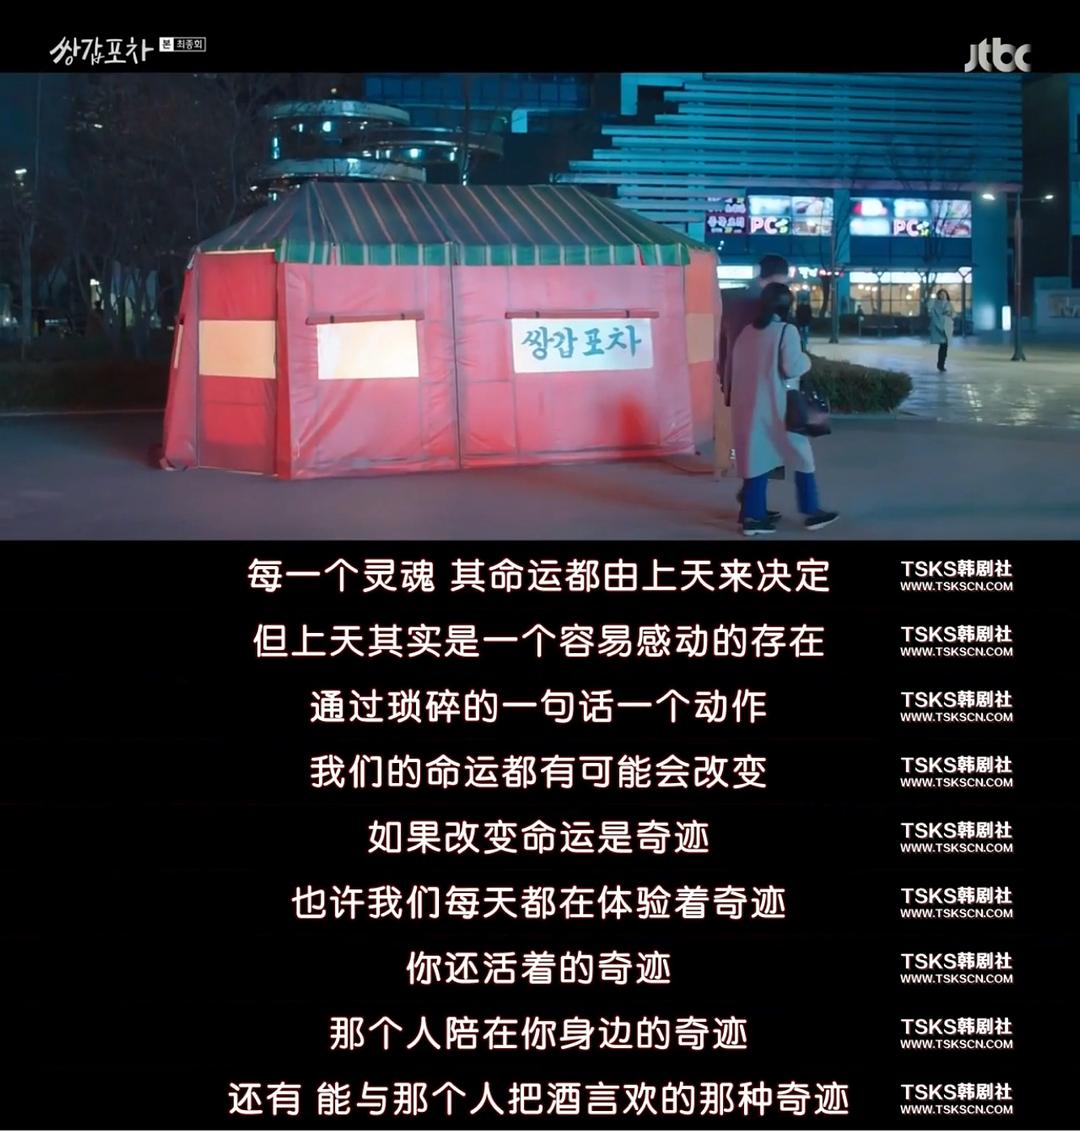 쌍갑포차 본 최종회
jtbc
PC
PC
쌍갑포차
每一个灵魂 其命运都由上天来决定
TSKS韩剧社
WWW.TSKSCN.COM
但上天其实是一个容易感动的存在
TSKS韩剧社
WWW.TSKSCN.COM
通过琐碎的一句话一个动作
TSKS韩剧社
WWW.TSKSCN.COM
我们的命运都有可能会改变
TSKS韩剧社
WWW.TSKSCN.COM
如果改变命运是奇迹
TSKS韩剧社
WWW.TSKSCN.COM
也许我们每天都在体验着奇迹
TSKS韩剧社
WWW.TSKSCN.COM
你还活着的奇迹
TSKS韩剧社
WWW.TSKSCN.COM
那个人陪在你身边的奇迹
TSKS韩剧社
WWW.TSKSCN.COM
还有 能与那个人把酒言欢的那种奇迹
TSKS韩剧社
WWW.TSKSCN.COM